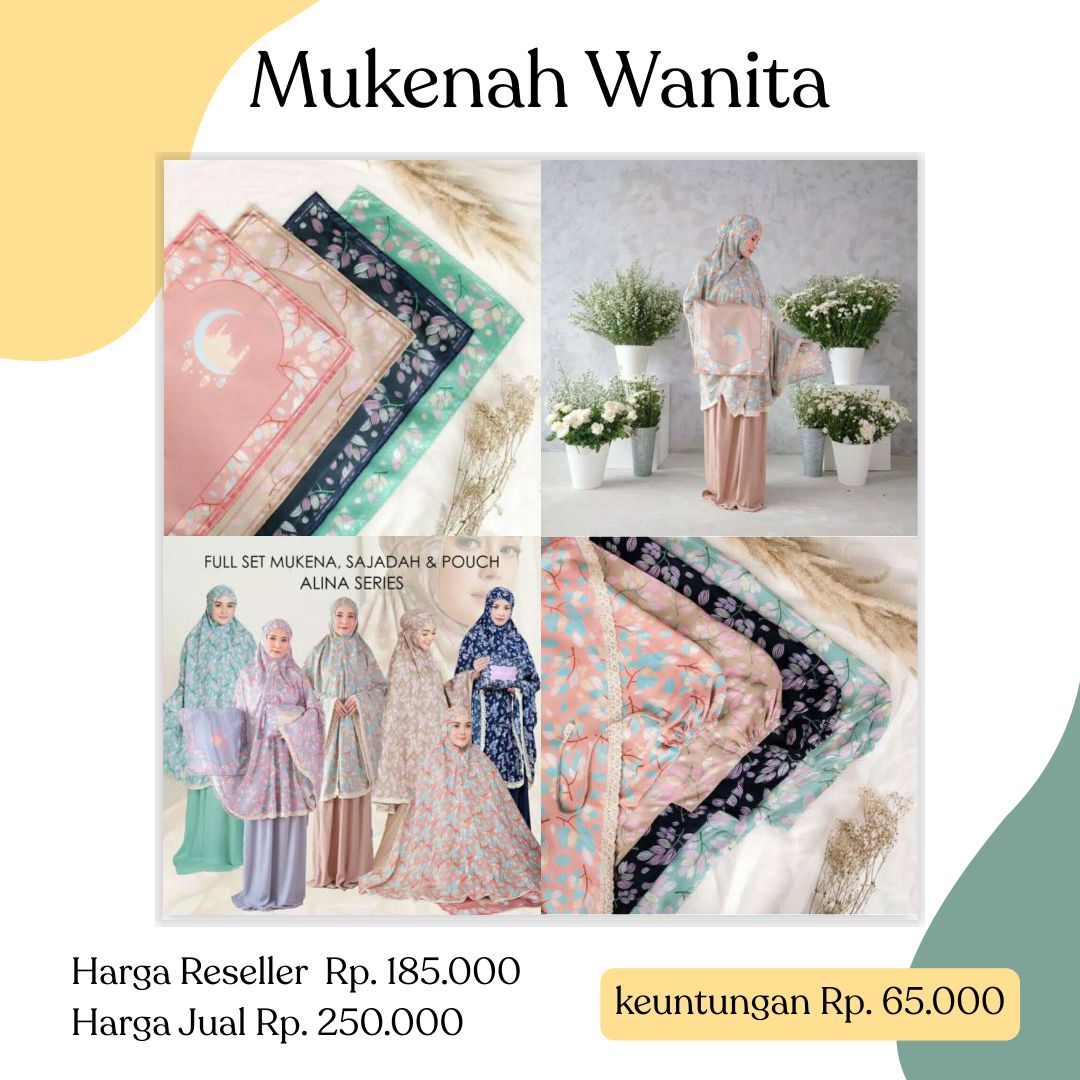 Mukenah Wanita
FULL SET MUKENA, SAJADAH & POUCH
ALINA SERIES
Harga Reseller Rp. 185.000
Harga Jual Rp. 250.000
keuntungan Rp. 65.000